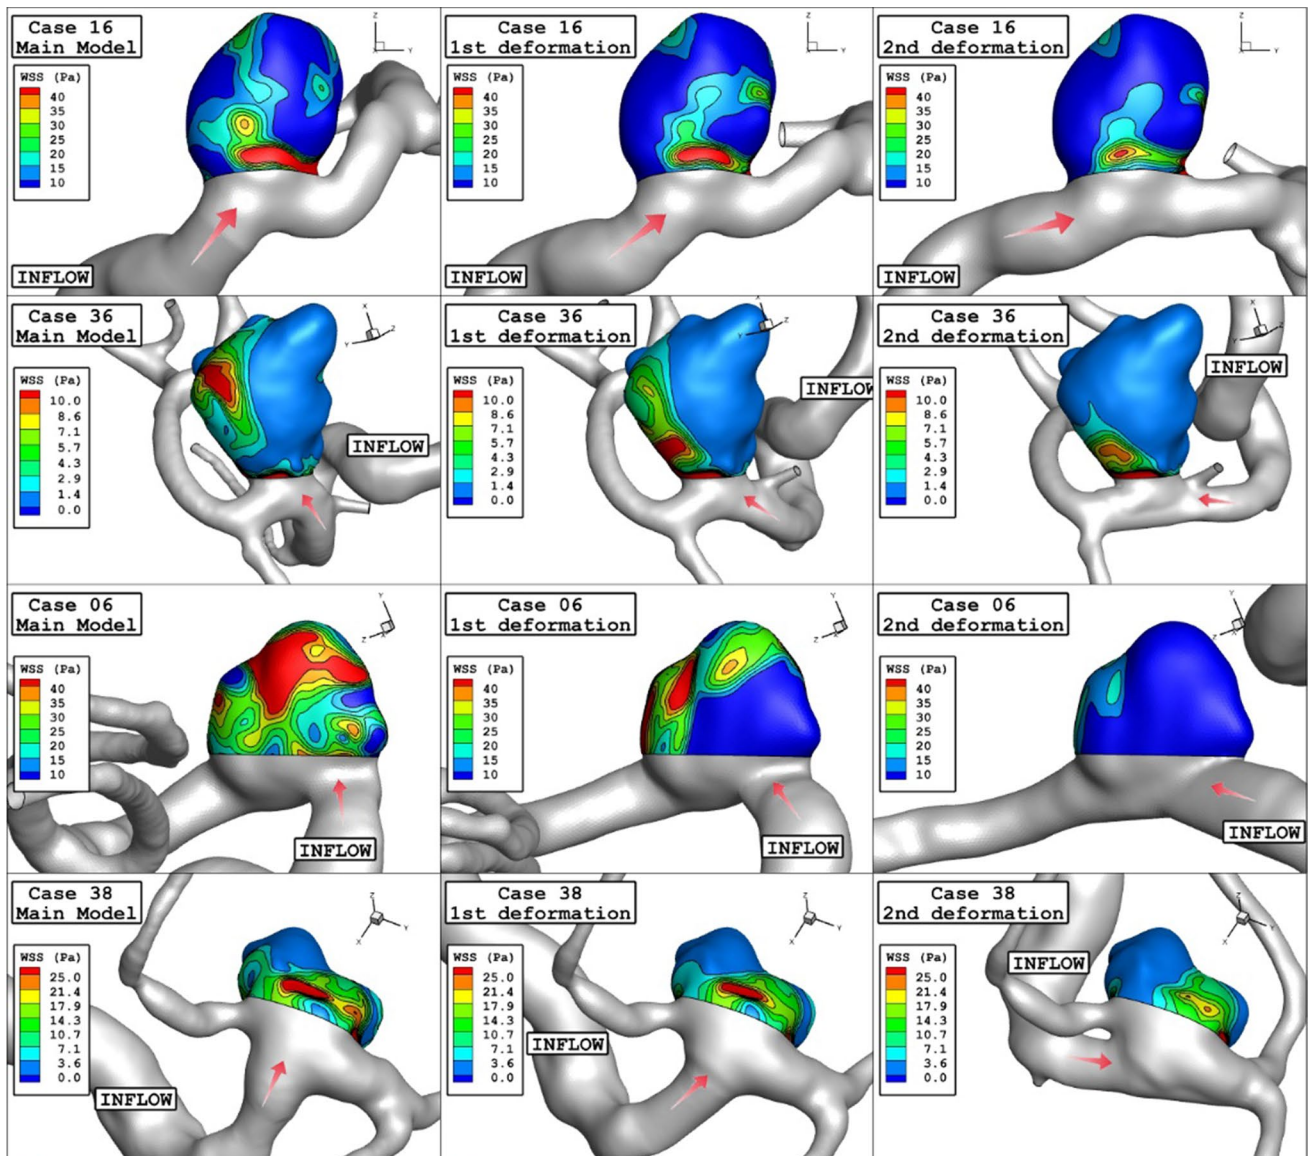 Case 16
Main Model
WSS (Pa)
40
35
30
25
20
15
10
INFLOW
Z
Y
Case 16
1st deformation
WSS (Pa)
40
35
30
25
20
15
10
INFLOW
Z
Y
Case 16
2nd deformation
WSS (Pa)
40
35
30
25
20
15
10
INFLOW
Z
Y
Case 36
Main Model
WSS (Pa)
10.0
8.6
7.1
5.7
4.3
2.9
1.4
0.0
INFLOW
X
Y
Z
Case 36
1st deformation
WSS (Pa)
10.0
8.6
7.1
5.7
4.3
2.9
1.4
0.0
INFLOW
X
Y
Z
Case 36
2nd deformation
WSS (Pa)
10.0
8.6
7.1
5.7
4.3
2.9
1.4
0.0
INFLOW
X
Y
Z
Case 06
Main Model
WSS (Pa)
40
35
30
25
20
15
10
INFLOW
Y
Z
Case 06
1st deformation
WSS (Pa)
40
35
30
25
20
15
10
INFLOW
Y
Z
Case 06
2nd deformation
WSS (Pa)
40
35
30
25
20
15
10
INFLOW
Y
Z
Case 38
Main Model
WSS (Pa)
25.0
21.4
17.9
14.3
10.7
7.1
3.6
0.0
INFLOW
Z
Y
X
Case 38
1st deformation
WSS (Pa)
25.0
21.4
17.9
14.3
10.7
7.1
3.6
0.0
INFLOW
Z
Y
X
Case 38
2nd deformation
WSS (Pa)
25.0
21.4
17.9
14.3
10.7
7.1
3.6
0.0
INFLOW
Z
Y
X